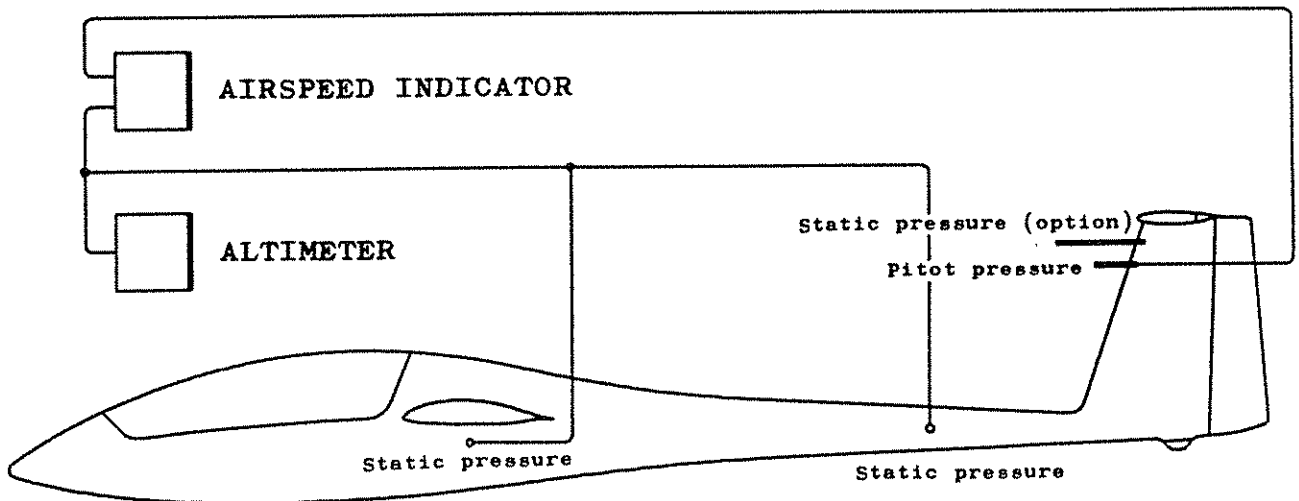 AIRSPEED INDICATOR
Static pressure (option)
ALTIMETER
Pitot pressure
Static pressure
Static pressure